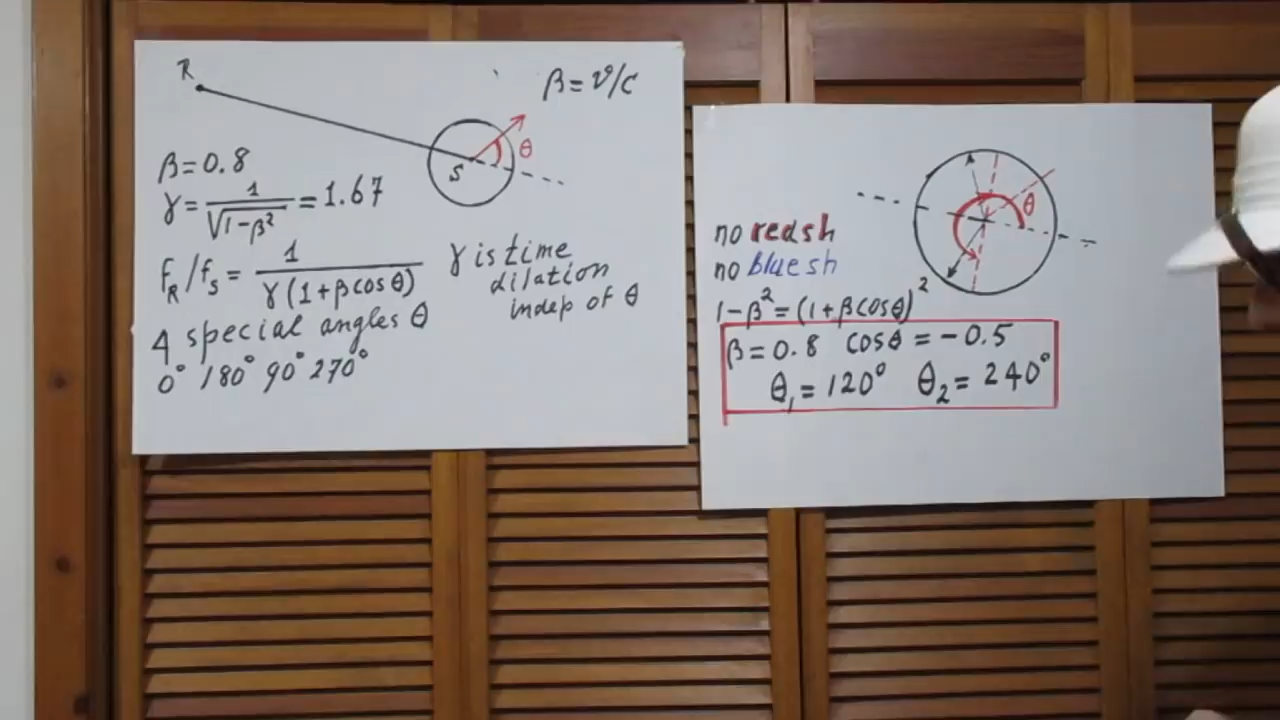 R
β = v/c
S
θ
β = 0.8
γ = 1/√(1-β²) = 1.67
f_R/f_S = 1/(γ(1+βcosθ))
γ is time
dilation
indep of θ
4 special angles θ
0° 180° 90° 270°
θ
no redsh
no bluesh
1-β² = (1+βcosθ)²
β = 0.8 cosθ = -0.5
θ₁ = 120° θ₂ = 240°